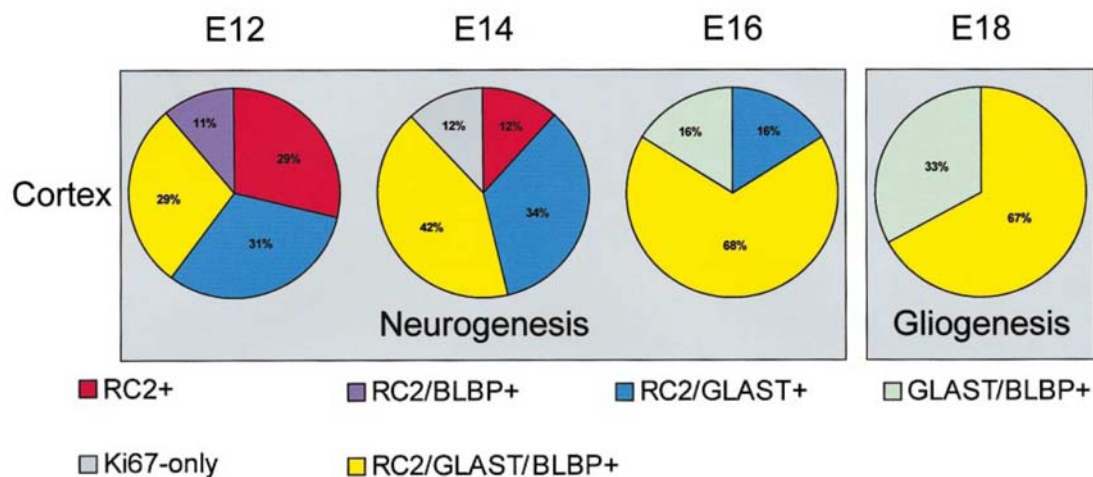 E12 E14 E16 E18
Cortex
11%
29%
29%
31%
12%
12%
42%
34%
16%
16%
68%
33%
67%
Neurogenesis
Gliogenesis
RC2+
RC2/BLBP+
RC2/GLAST+
GLAST/BLBP+
Ki67-only
RC2/GLAST/BLBP+